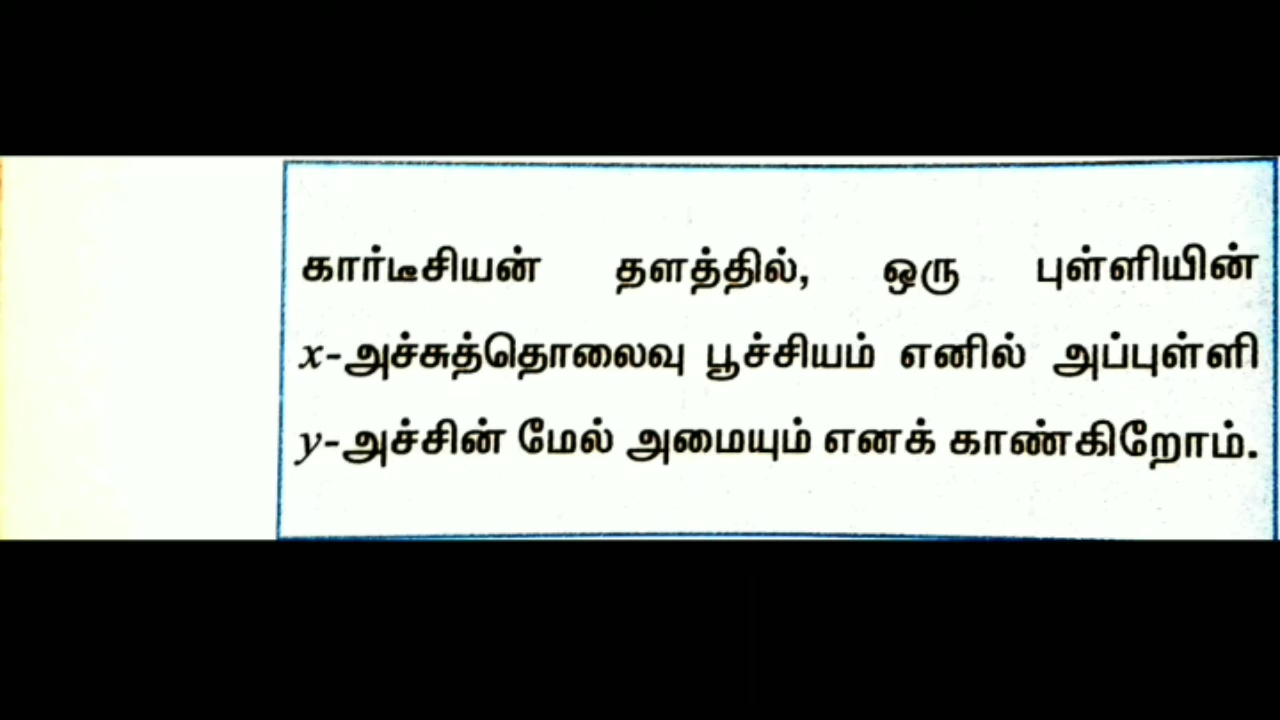 கார்டீசியன் தளத்தில், ஒரு புள்ளியின்
x-அச்சுத்தொலைவு பூச்சியம் எனில் அப்புள்ளி
y-அச்சின் மேல் அமையும் எனக் காண்கிறோம்.